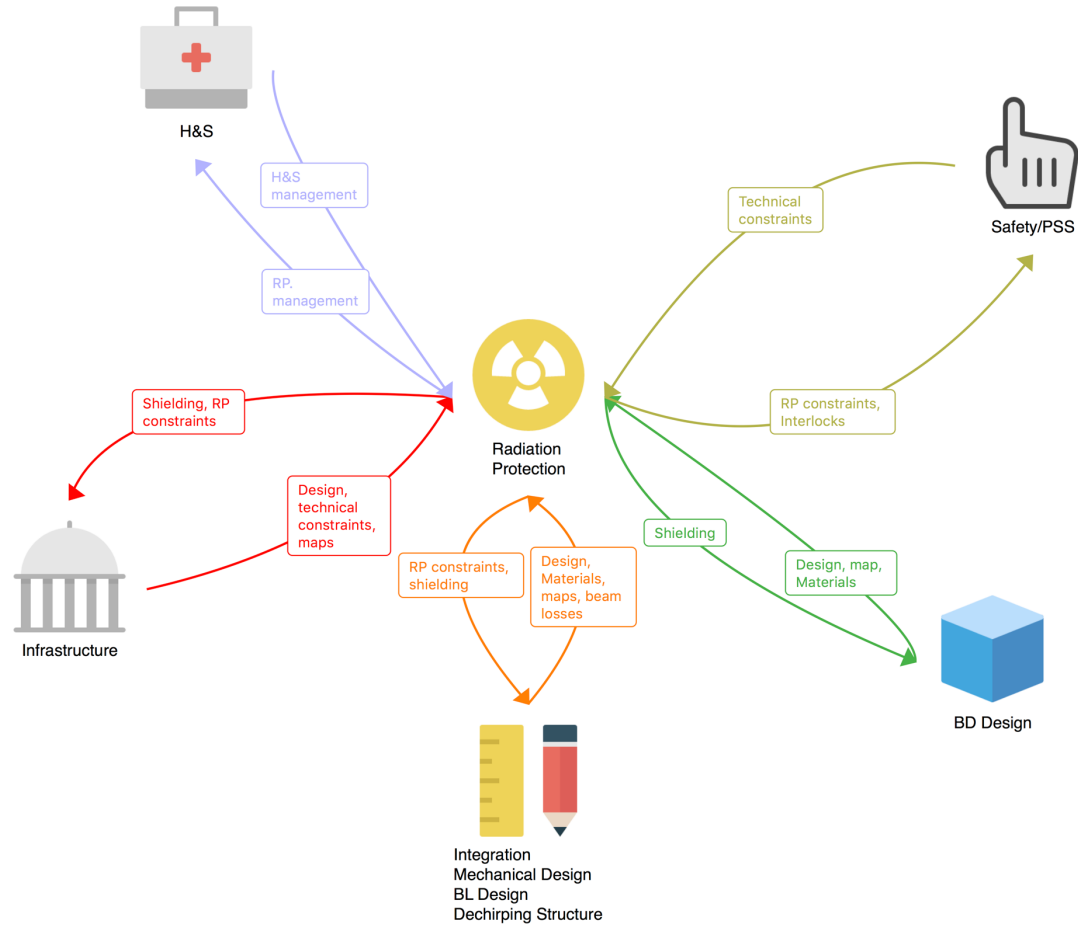 H&S
H&S
management
RP.
management
Technical
constraints
Safety/PSS
Shielding, RP
constraints
RP constraints,
Interlocks
Radiation
Protection
Design,
technical
constraints,
maps
Shielding
RP constraints,
shielding
Design,
Materials,
maps, beam
losses
Design, map,
Materials
Infrastructure
BD Design
Integration
Mechanical Design
BL Design
Dechirping Structure